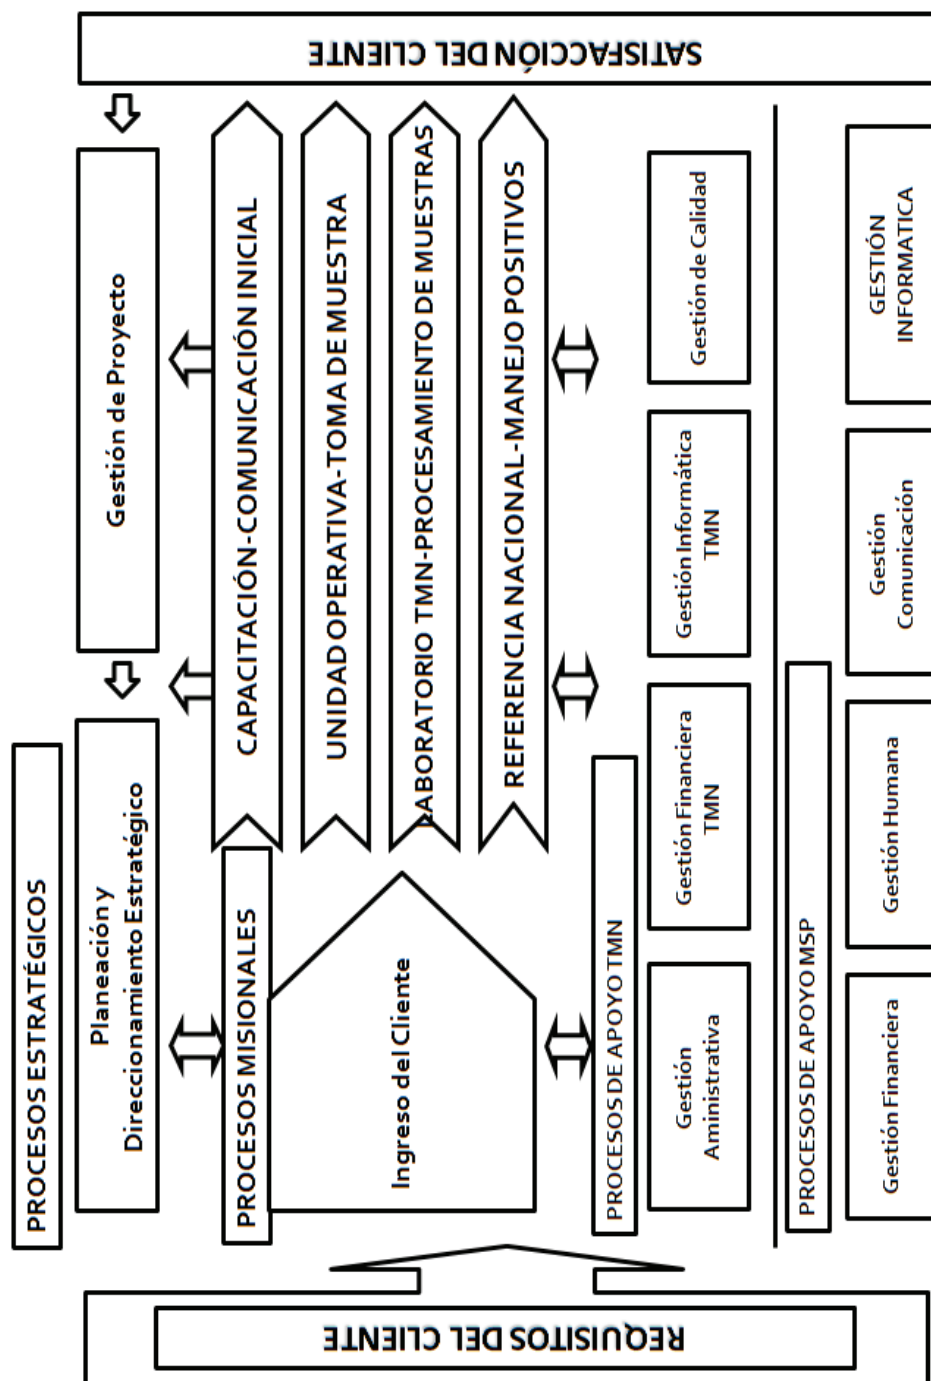 REQUISITOS DEL CLIENTE
PROCESOS ESTRATÉGICOS
Planeación y
Direccionamiento Estratégico
Gestión de Proyecto
PROCESOS MISIONALES
Ingreso del Cliente
CAPACITACIÓN-COMUNICACIÓN INICIAL
UNIDAD OPERATIVA-TOMA DE MUESTRA
LABORATORIO TMN-PROCESAMIENTO DE MUESTRAS
REFERENCIA NACIONAL-MANEJO POSITIVOS
PROCESOS DE APOYO TMN
Gestión
Aministrativa
Gestión Financiera
TMN
Gestión Informática
TMN
Gestión de Calidad
PROCESOS DE APOYO MSP
Gestión Financiera
Gestión Humana
Gestión
Comunicación
GESTIÓN
INFORMATICA
SATISFACCIÓN DEL CLIENTE